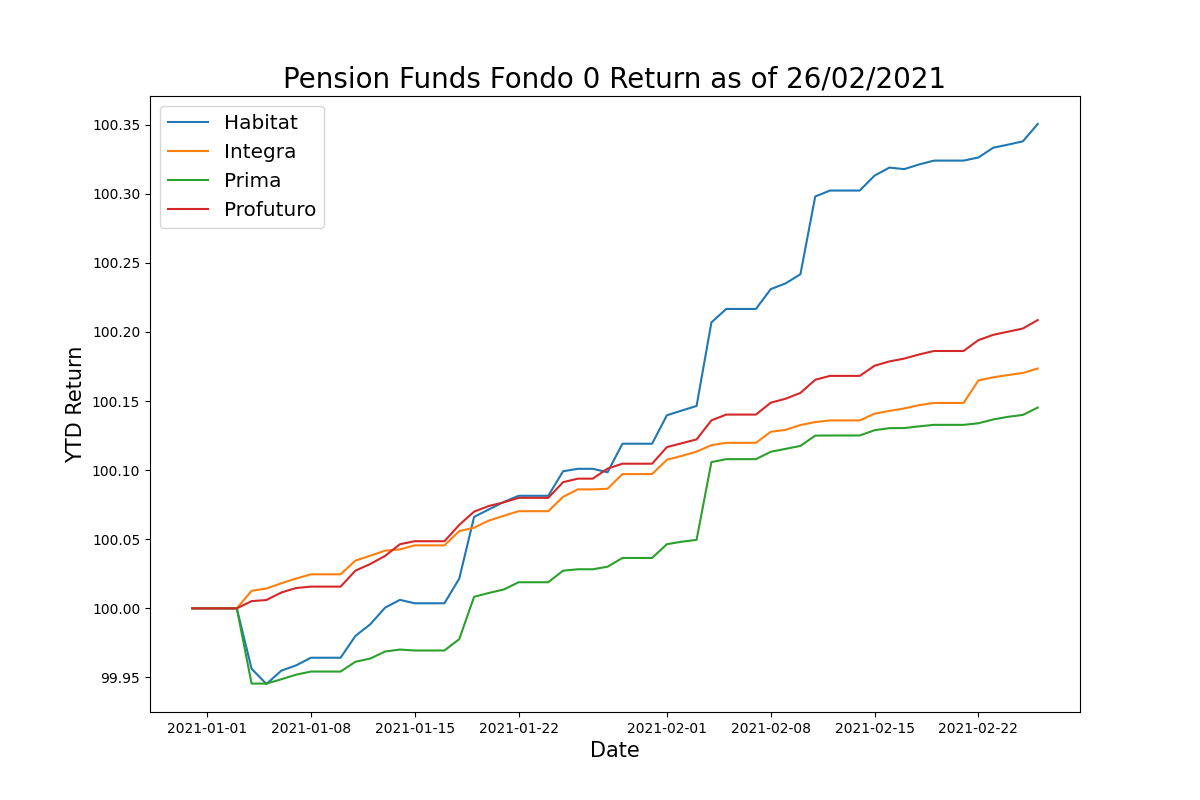 Pension Funds Fondo 0 Return as of 26/02/2021
Habitat
Integra
Prima
Profuturo
YTD Return
100.35
100.30
100.25
100.20
100.15
100.10
100.05
100.00
99.95
2021-01-01 2021-01-08 2021-01-15 2021-01-22 2021-02-01 2021-02-08 2021-02-15 2021-02-22
Date